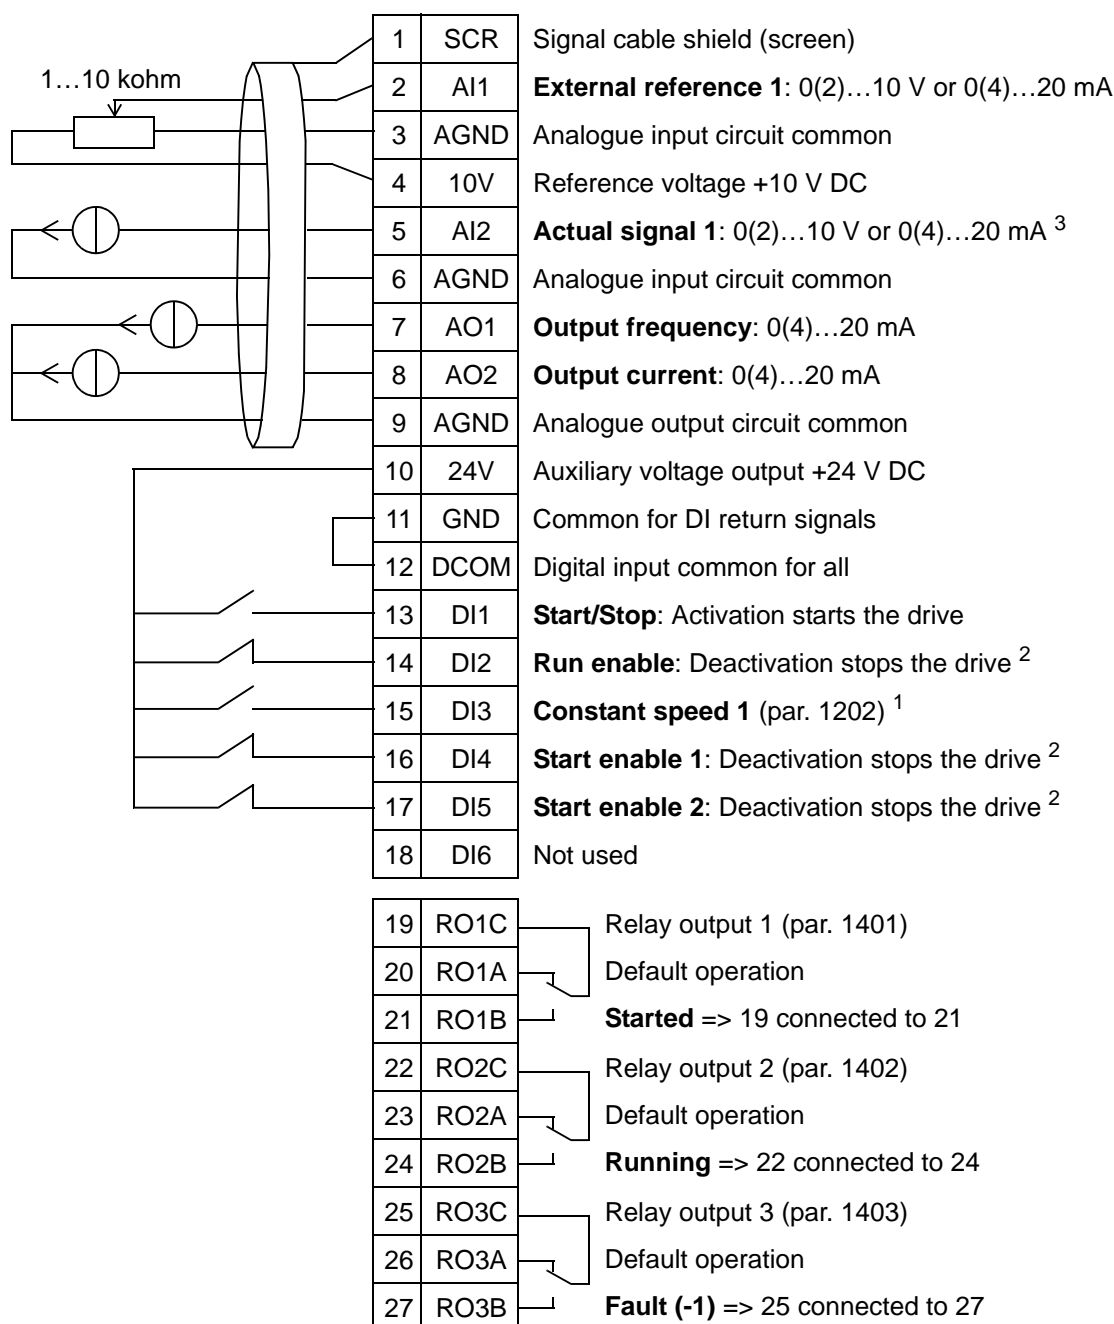 1…10 kohm
1 SCR Signal cable shield (screen)
2 AI1 External reference 1: 0(2)…10 V or 0(4)…20 mA
3 AGND Analogue input circuit common
4 10V Reference voltage +10 V DC
5 AI2 Actual signal 1: 0(2)…10 V or 0(4)…20 mA 3
6 AGND Analogue input circuit common
7 AO1 Output frequency: 0(4)…20 mA
8 AO2 Output current: 0(4)…20 mA
9 AGND Analogue output circuit common
10 24V Auxiliary voltage output +24 V DC
11 GND Common for DI return signals
12 DCOM Digital input common for all
13 DI1 Start/Stop: Activation starts the drive
14 DI2 Run enable: Deactivation stops the drive 2
15 DI3 Constant speed 1 (par. 1202) 1
16 DI4 Start enable 1: Deactivation stops the drive 2
17 DI5 Start enable 2: Deactivation stops the drive 2
18 DI6 Not used
19 RO1C Relay output 1 (par. 1401)
20 RO1A Default operation
21 RO1B Started => 19 connected to 21
22 RO2C Relay output 2 (par. 1402)
23 RO2A Default operation
24 RO2B Running => 22 connected to 24
25 RO3C Relay output 3 (par. 1403)
26 RO3A Default operation
27 RO3B Fault (-1) => 25 connected to 27